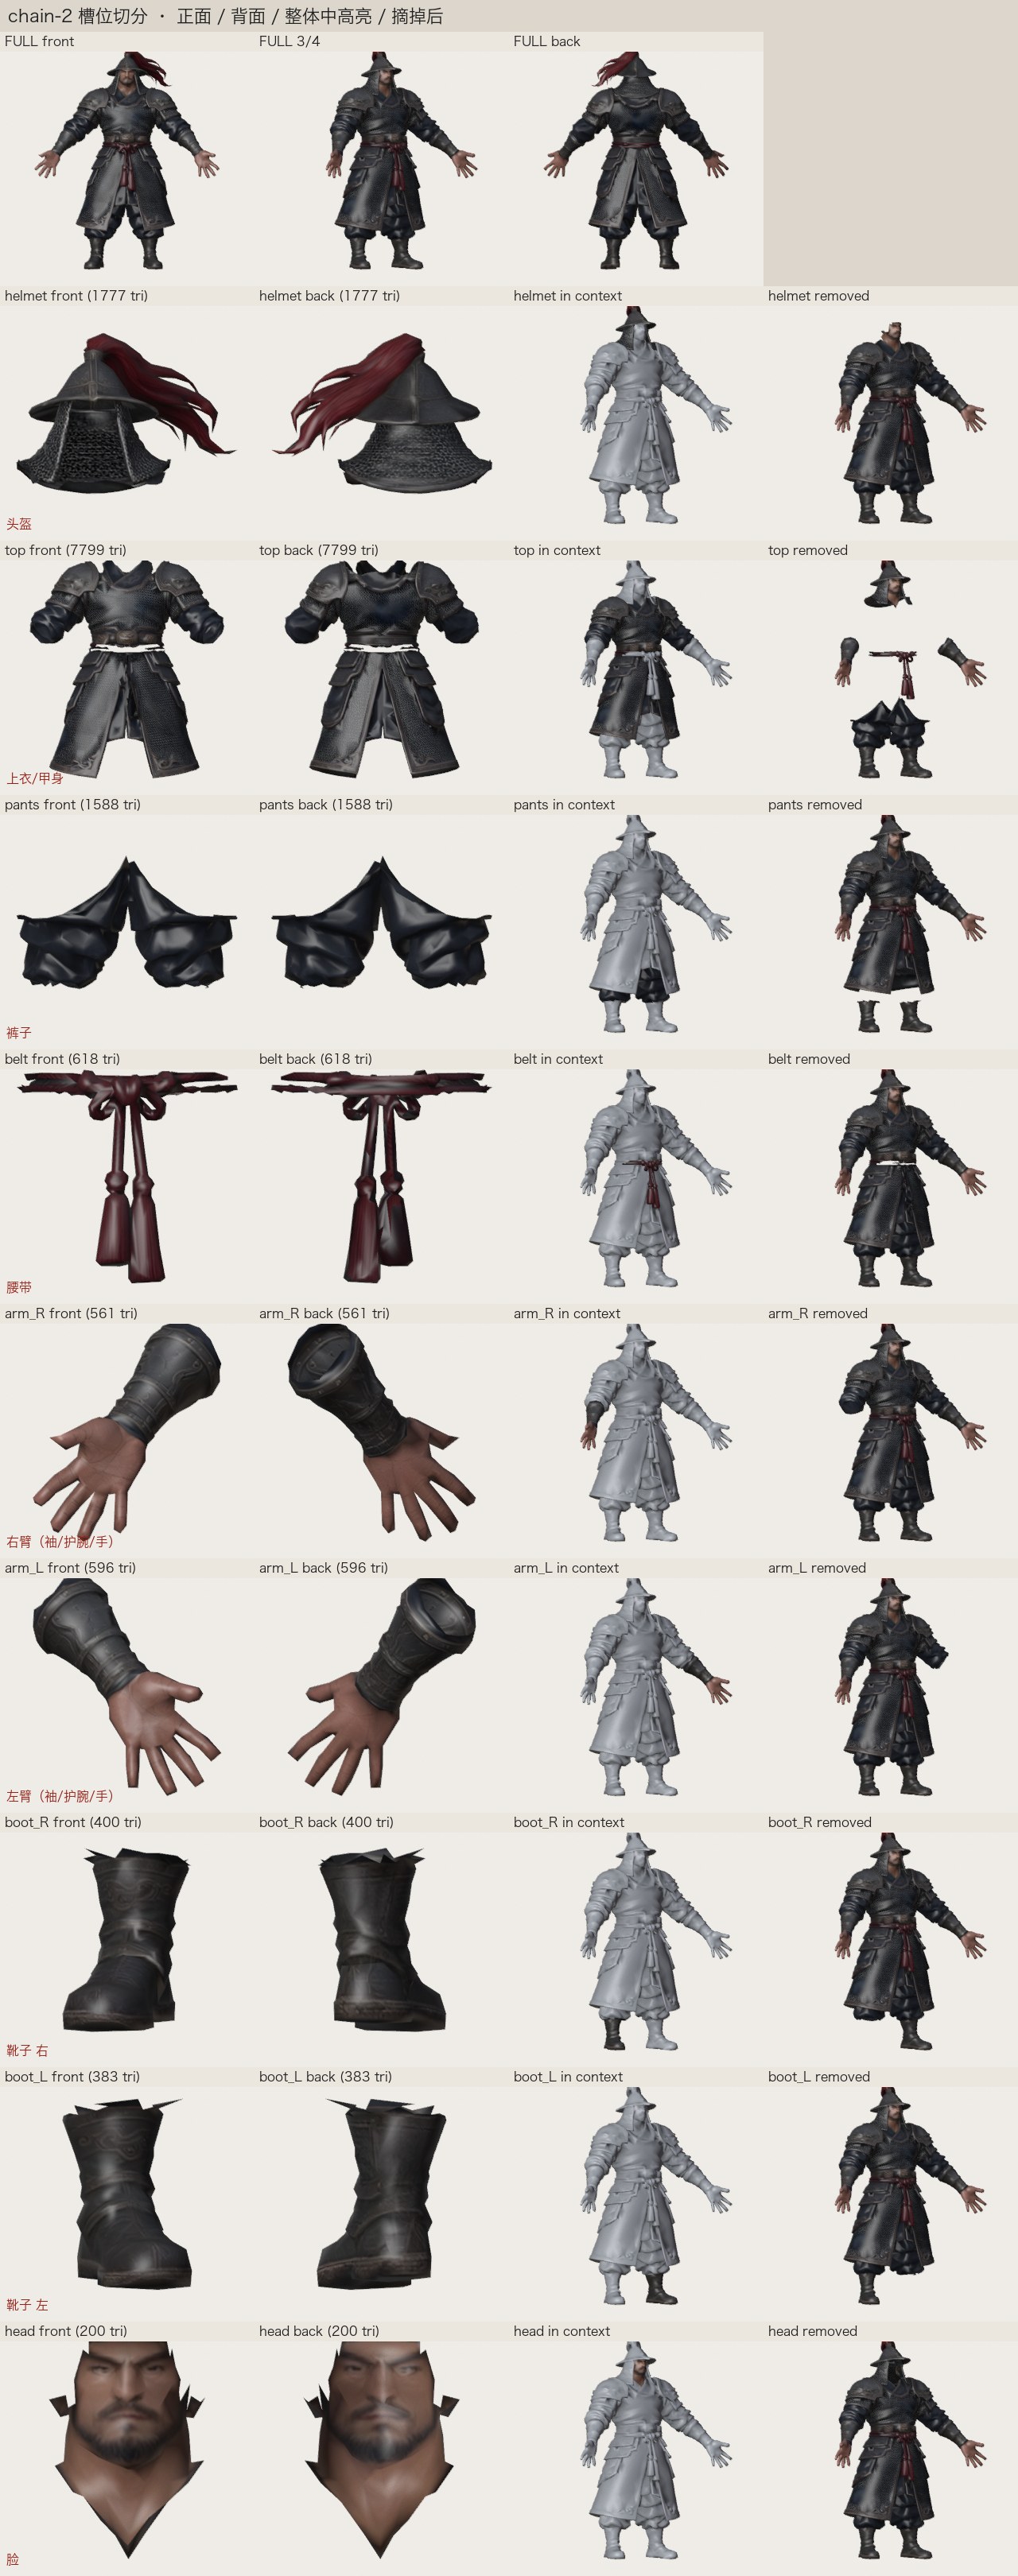 chain-2 槽位切分 · 正面 / 背面 / 整体中高亮 / 摘掉后
FULL front
FULL 3/4
FULL back
helmet front (1777 tri)
helmet back (1777 tri)
helmet in context
helmet removed
头盔
top front (7799 tri)
top back (7799 tri)
top in context
top removed
上衣/甲身
pants front (1588 tri)
pants back (1588 tri)
pants in context
pants removed
裤子
belt front (618 tri)
belt back (618 tri)
belt in context
belt removed
腰带
arm_R front (561 tri)
arm_R back (561 tri)
arm_R in context
arm_R removed
右臂（袖/护腕/手）
arm_L front (596 tri)
arm_L back (596 tri)
arm_L in context
arm_L removed
左臂（袖/护腕/手）
boot_R front (400 tri)
boot_R back (400 tri)
boot_R in context
boot_R removed
靴子 右
boot_L front (383 tri)
boot_L back (383 tri)
boot_L in context
boot_L removed
靴子 左
head front (200 tri)
head back (200 tri)
head in context
head removed
脸